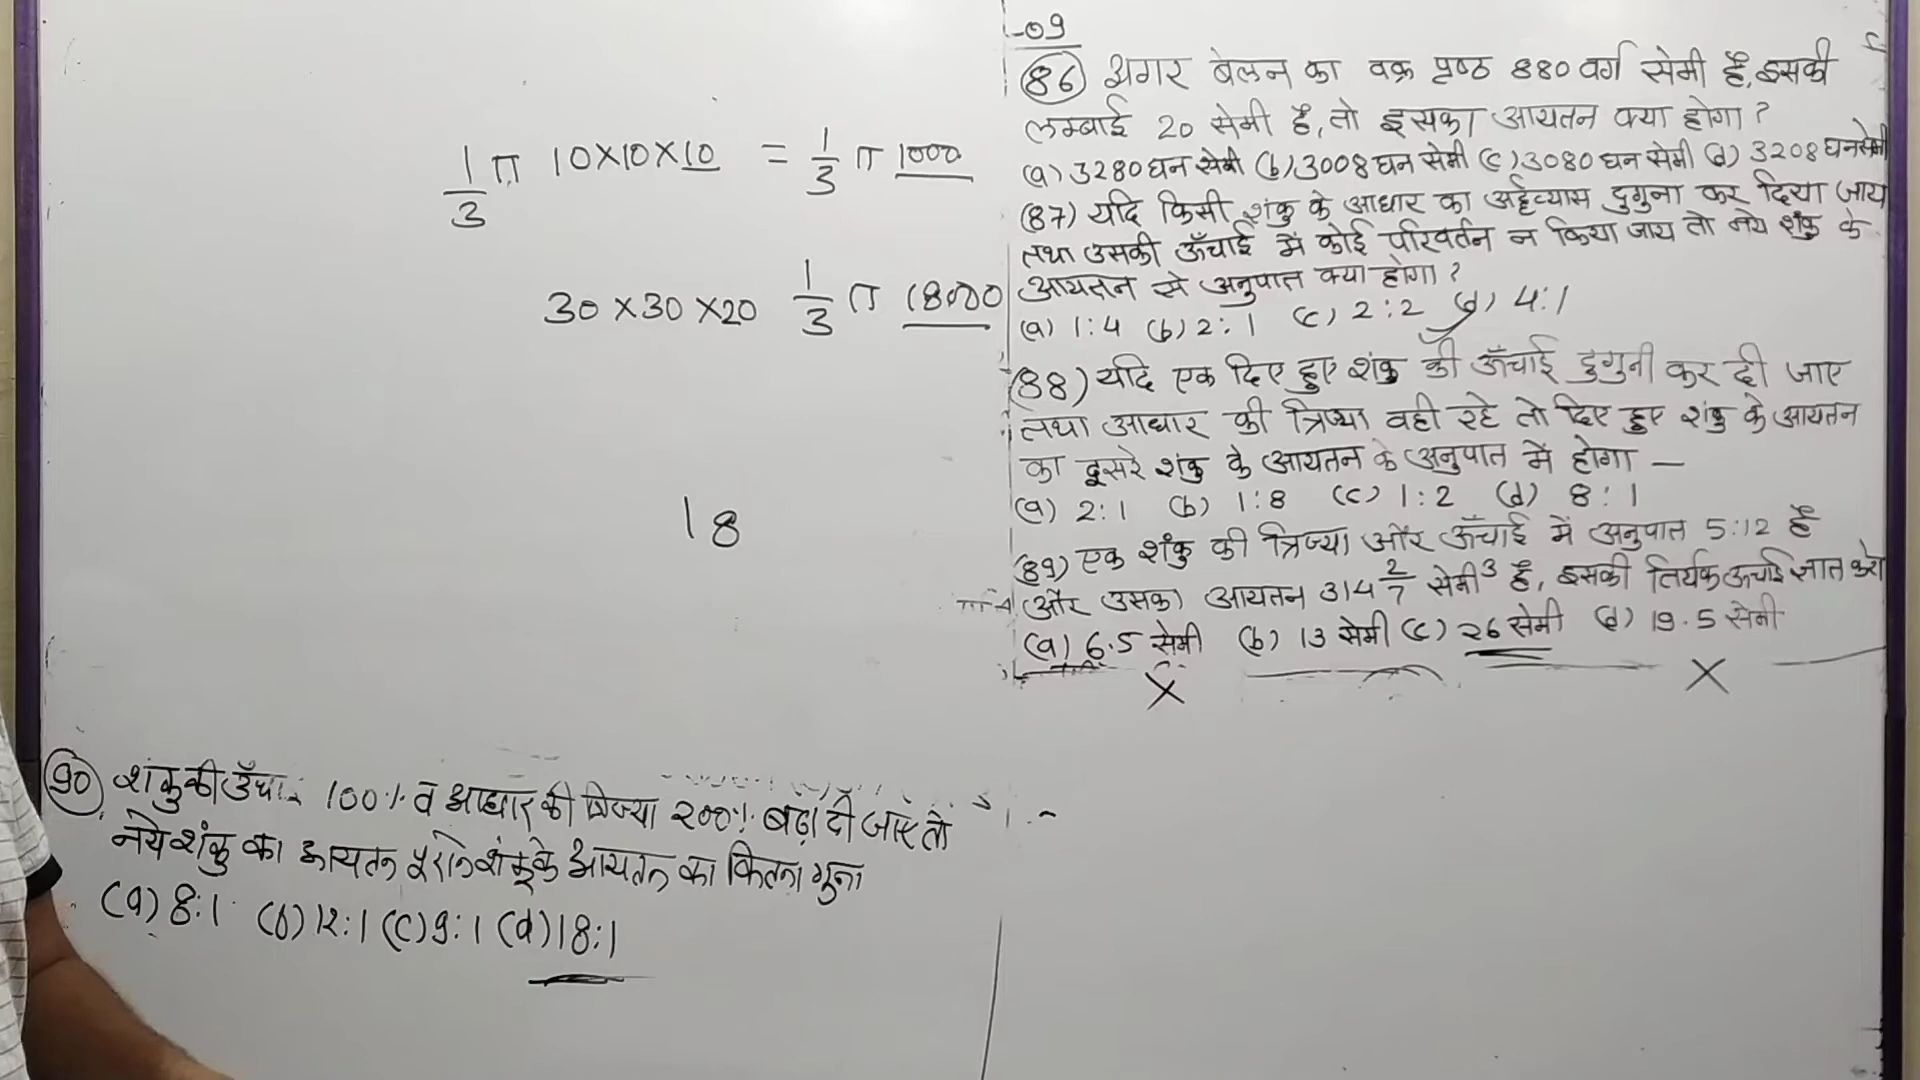 1/3 π 10×10×10 = 1/3 π 1000
30×30×20 1/3 π 18000
18
(90) शंकु की ऊँचा. 100% व आधार की त्रिज्या 200% बढ़ा दी जाए तो
नये शंकु का आयतन पुराने शंकु के आयतन का कितना गुना
(a) 8:1 (b) 12:1 (c) 9:1 (d) 18:1
-09
(86) अगर बेलन का वक्र पृष्ठ 880 वर्ग सेमी है, इसकी
लम्बाई 20 सेमी है, तो इसका आयतन क्या होगा?
(a) 3280 घन सेमी (b) 3008 घन सेमी (c) 3080 घन सेमी (d) 3208 घन सेमी
(87) यदि किसी शंकु के आधार का अर्द्धव्यास दुगुना कर दिया जाय
तथा उसकी ऊँचाई में कोई परिवर्तन न किया जाय तो नये शंकु के
आयतन से अनुपात क्या होगा?
(a) 1:4 (b) 2:1 (c) 2:2 (d) 4:1
(88) यदि एक दिए हुए शंकु की ऊँचाई दुगुनी कर दी जाए
तथा आधार की त्रिज्या वही रहे तो दिए हुए शंकु के आयतन
का दूसरे शंकु के आयतन के अनुपात में होगा —
(a) 2:1 (b) 1:8 (c) 1:2 (d) 8:1
(89) एक शंकु की त्रिज्या और ऊँचाई में अनुपात 5:12 है
और उसका आयतन 314 2/7 सेमी³ है, इसकी तिर्यक ऊंचाई ज्ञात करो
(a) 6.5 सेमी (b) 13 सेमी (c) 26 सेमी (d) 19.5 सेमी
× ×